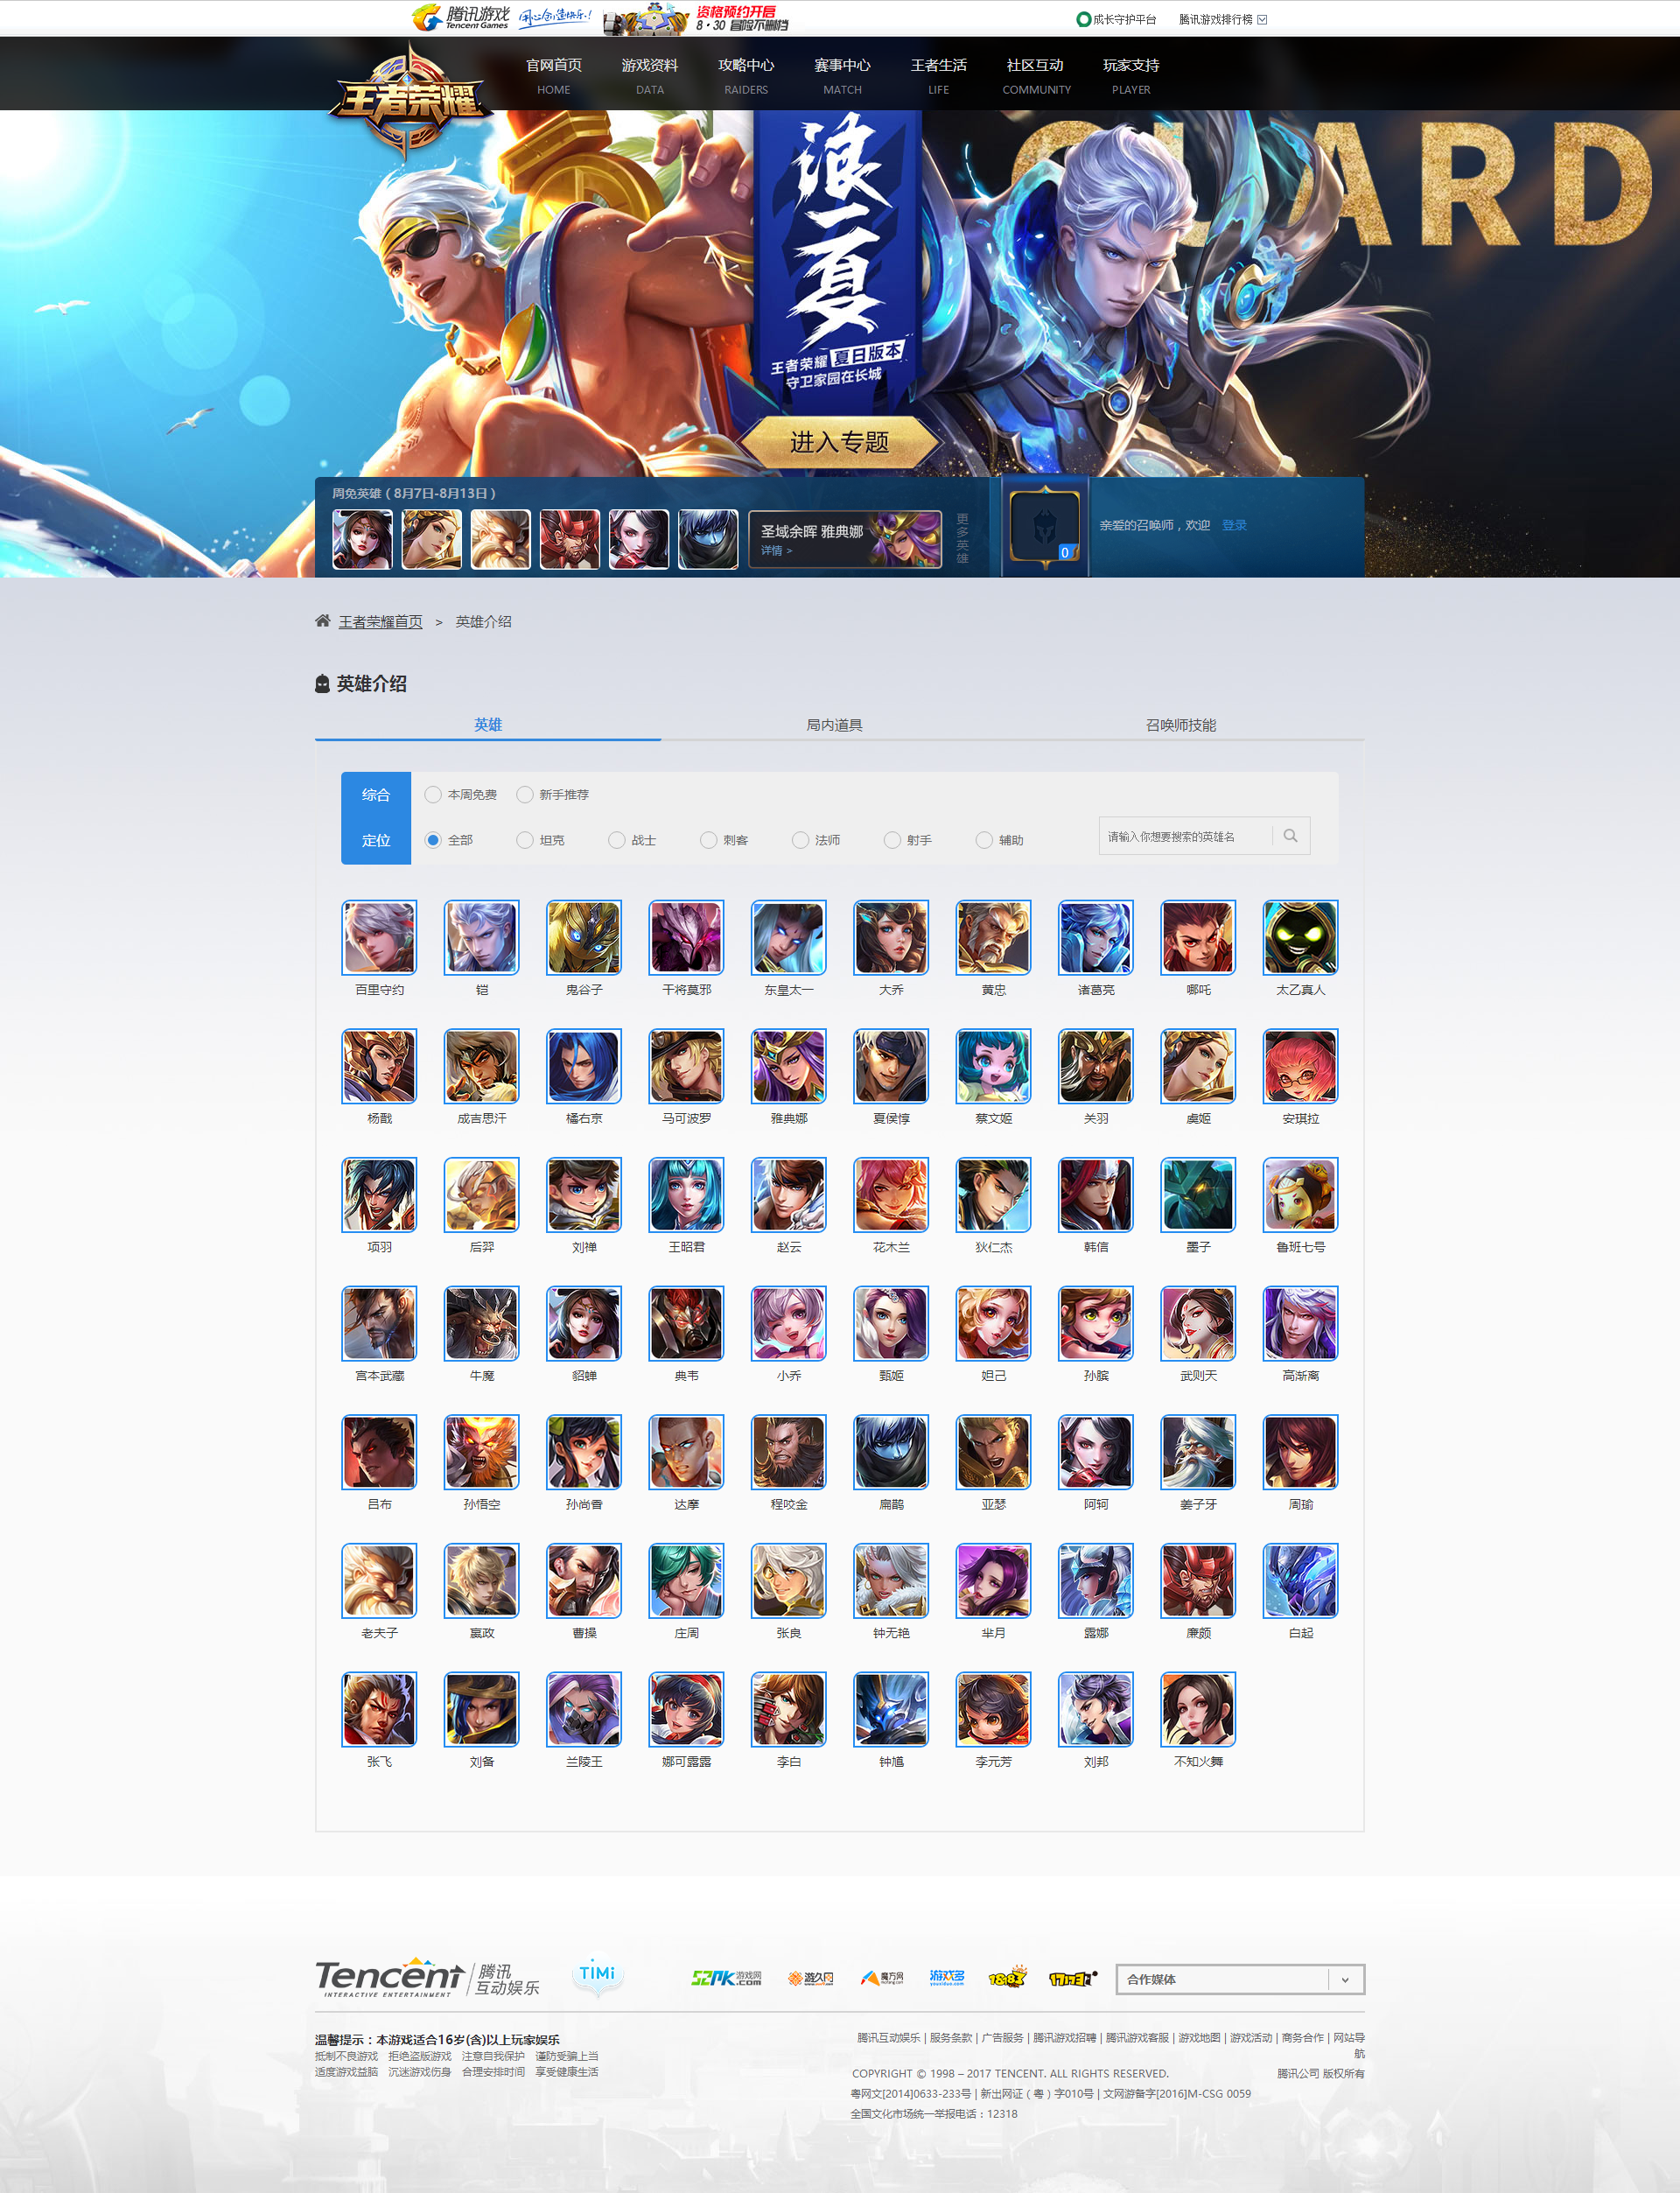 腾讯游戏 Tencent Games 用心创造快乐!
资格预约开启
8·30 冒险不删档
成长守护平台 腾讯游戏排行榜
王者荣耀
官网首页 游戏资料 攻略中心 赛事中心 王者生活 社区互动 玩家支持
HOME DATA RAIDERS MATCH LIFE COMMUNITY PLAYER
GUARD
浪一夏
王者荣耀 夏日版本
守卫家园在长城
进入专题
周免英雄（8月7日-8月13日）
圣域余晖 雅典娜
详情 >
更多英雄
0
亲爱的召唤师，欢迎 登录
王者荣耀首页 > 英雄介绍
英雄介绍
英雄 局内道具 召唤师技能
综合 本周免费 新手推荐
定位 全部 坦克 战士 刺客 法师 射手 辅助
请输入你想要搜索的英雄名
百里守约 铠 鬼谷子 干将莫邪 东皇太一 大乔 黄忠 诸葛亮 哪吒 太乙真人
杨戬 成吉思汗 橘右京 马可波罗 雅典娜 夏侯惇 蔡文姬 关羽 虞姬 安琪拉
项羽 后羿 刘禅 王昭君 赵云 花木兰 狄仁杰 韩信 墨子 鲁班七号
宫本武藏 牛魔 貂蝉 典韦 小乔 甄姬 妲己 孙膑 武则天 高渐离
吕布 孙悟空 孙尚香 达摩 程咬金 扁鹊 亚瑟 阿轲 姜子牙 周瑜
老夫子 嬴政 曹操 庄周 张良 钟无艳 芈月 露娜 廉颇 白起
张飞 刘备 兰陵王 娜可露露 李白 钟馗 李元芳 刘邦 不知火舞
Tencent 腾讯
INTERACTIVE ENTERTAINMENT 互动娱乐
TiMi
52PK.com 游戏网 游久网 魔方网 游戏多 18183 17173 合作媒体
温馨提示：本游戏适合16岁(含)以上玩家娱乐
抵制不良游戏 拒绝盗版游戏 注意自我保护 谨防受骗上当
适度游戏益脑 沉迷游戏伤身 合理安排时间 享受健康生活
腾讯互动娱乐 | 服务条款 | 广告服务 | 腾讯游戏招聘 | 腾讯游戏客服 | 游戏地图 | 游戏活动 | 商务合作 | 网站导
航
COPYRIGHT © 1998 – 2017 TENCENT. ALL RIGHTS RESERVED. 腾讯公司 版权所有
粤网文[2014]0633-233号 | 新出网证（粤）字010号 | 文网游备字[2016]M-CSG 0059
全国文化市场统一举报电话：12318